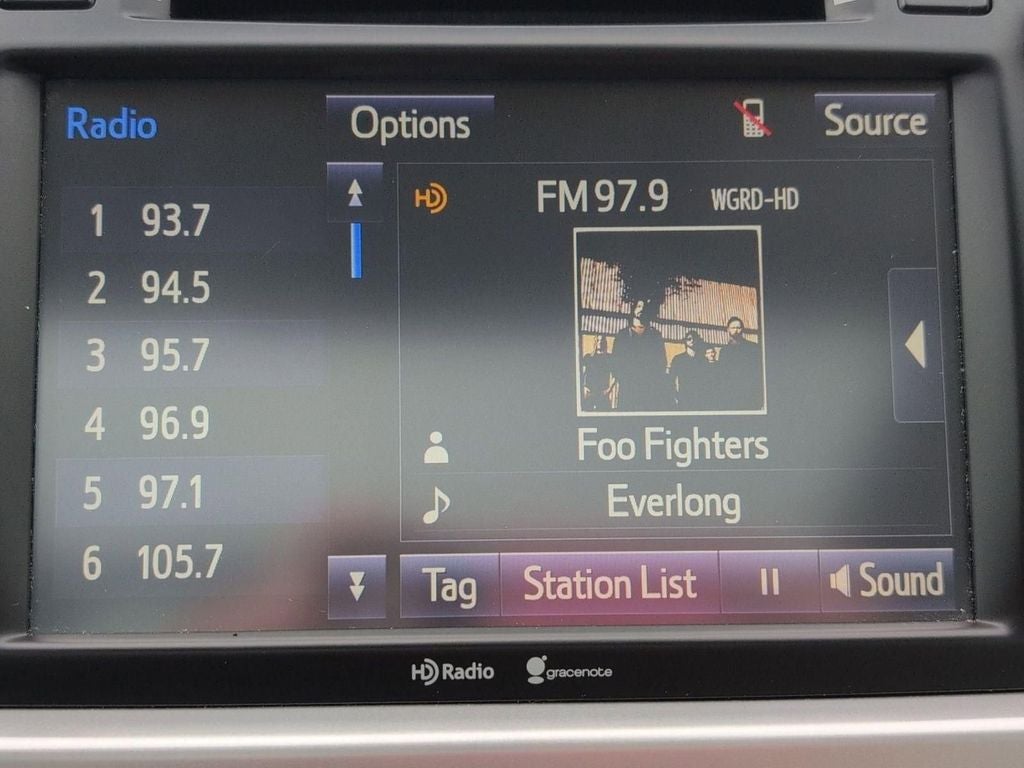 Radio
Options
Source
1 93.7
2 94.5
3 95.7
4 96.9
5 97.1
6 105.7
HD
FM 97.9 WGRD-HD
Foo Fighters
Everlong
Tag
Station List
Sound
HD Radio
gracenote